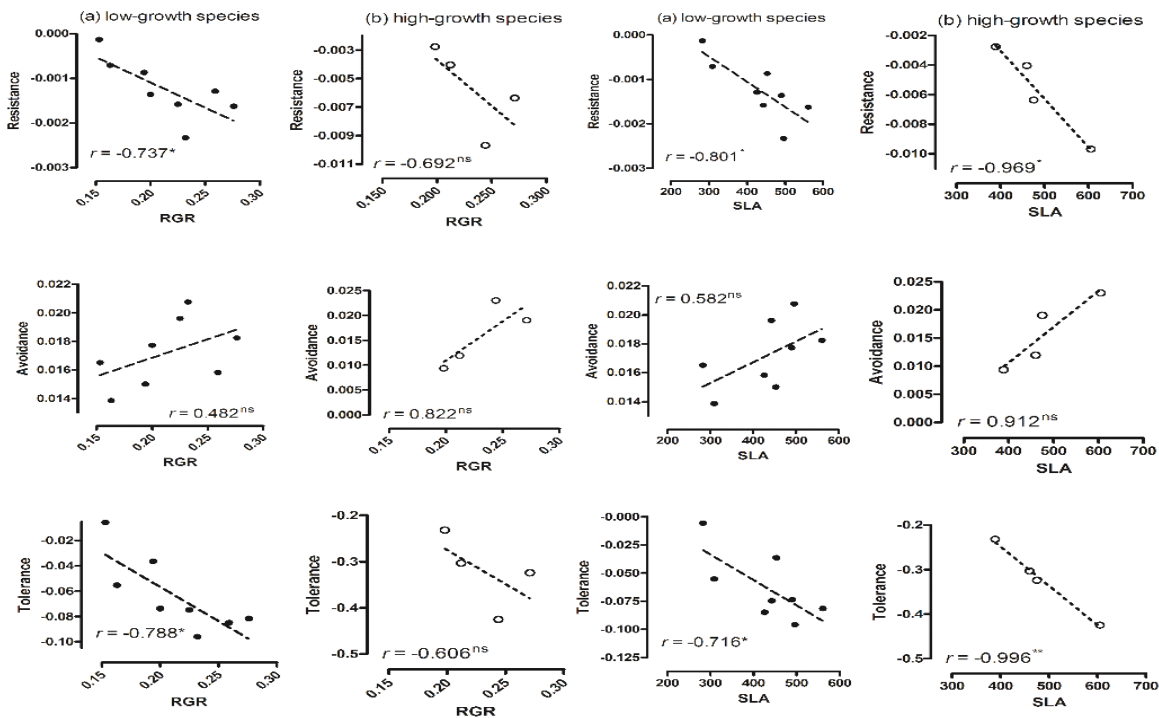 (a) low-growth species
(b) high-growth species
(a) low-growth species
(b) high-growth species
Resistance
0.000
-0.001
-0.002
-0.003
r = -0.737*
0.15
0.20
0.25
0.30
RGR
Resistance
-0.003
-0.005
-0.007
-0.009
-0.011
r = -0.692ns
0.150
0.200
0.250
0.300
RGR
Resistance
0.000
-0.001
-0.002
-0.003
r = -0.801*
200
300
400
500
600
SLA
Resistance
-0.002
-0.004
-0.006
-0.008
-0.010
r = -0.969*
300
400
500
600
700
SLA
Avoidance
0.022
0.020
0.018
0.016
0.014
r = 0.482ns
0.15
0.20
0.25
0.30
RGR
Avoidance
0.025
0.020
0.015
0.010
0.005
0.000
r = 0.822ns
0.15
0.20
0.25
0.30
RGR
Avoidance
0.022
0.020
0.018
0.016
0.014
r = 0.582ns
200
300
400
500
600
SLA
Avoidance
0.025
0.020
0.015
0.010
0.005
0.000
r = 0.912ns
300
400
500
600
700
SLA
Tolerance
-0.02
-0.04
-0.06
-0.08
-0.10
r = -0.788*
0.15
0.20
0.25
0.30
RGR
Tolerance
-0.2
-0.3
-0.4
-0.5
r = -0.606ns
0.15
0.20
0.25
0.30
RGR
Tolerance
-0.000
-0.025
-0.050
-0.075
-0.100
-0.125
r = -0.716*
200
300
400
500
600
SLA
Tolerance
-0.2
-0.3
-0.4
-0.5
r = -0.996**
300
400
500
600
700
SLA